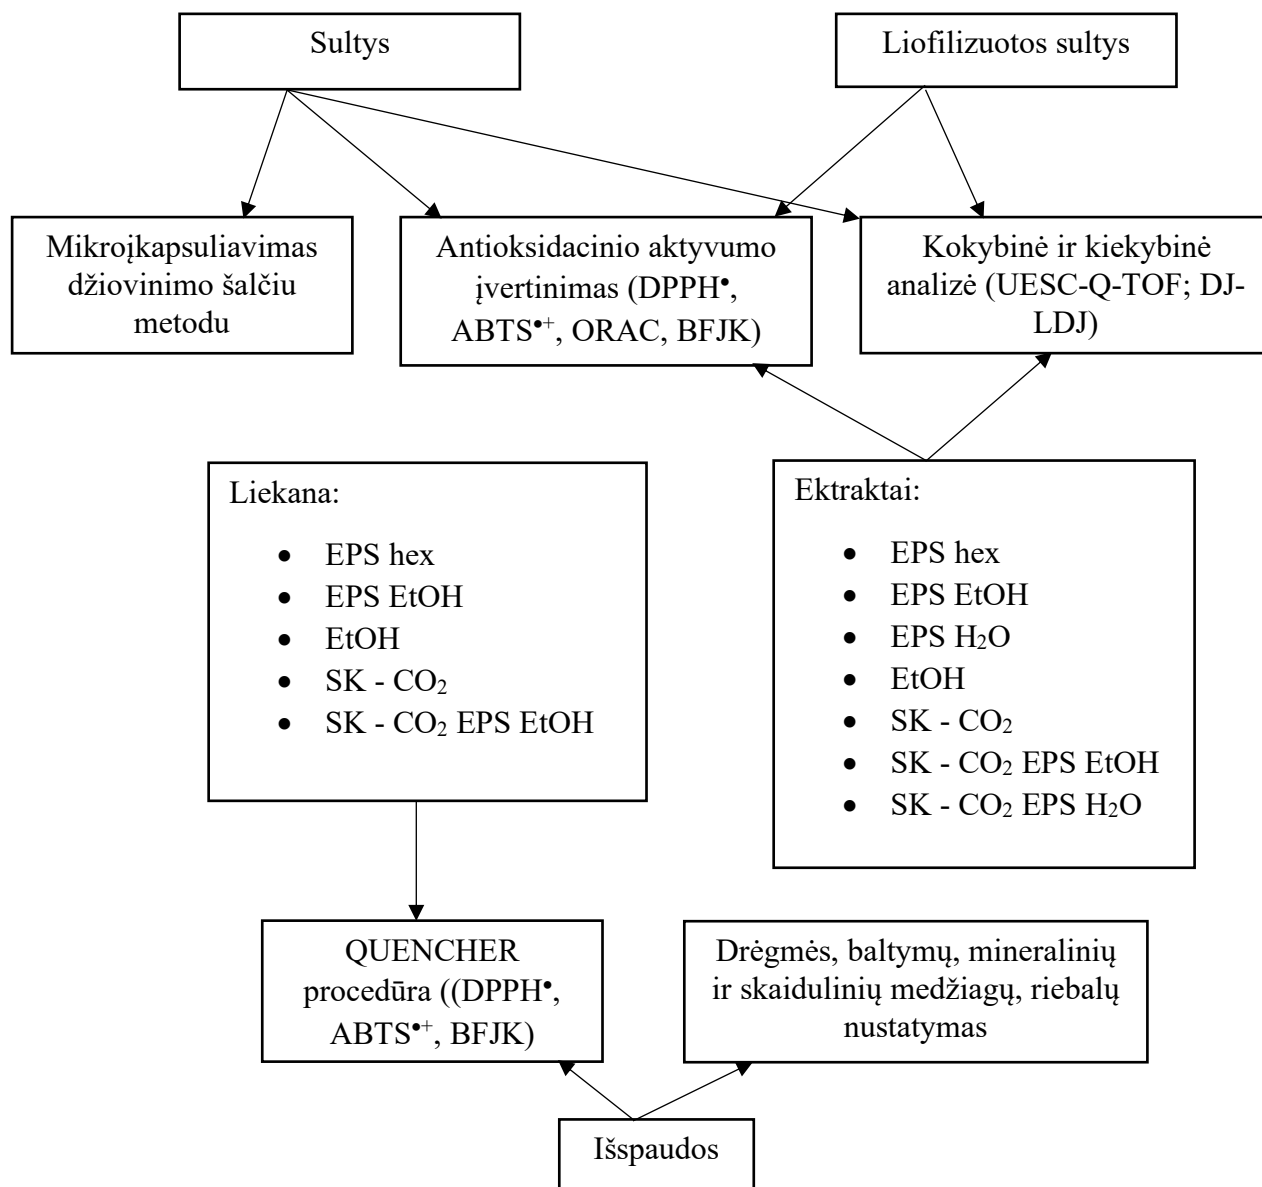 Sultys
Liofilizuotos sultys
Mikroįkapsuliavimas
džiovinimo šalčiu
metodu
Antioksidacinio aktyvumo
įvertinimas (DPPH•,
ABTS•+, ORAC, BFJK)
Kokybinė ir kiekybinė
analizė (UESC-Q-TOF; DJ-
LDJ)
Liekana:
• EPS hex
• EPS EtOH
• EtOH
• SK - CO₂
• SK - CO₂ EPS EtOH
Ektraktai:
• EPS hex
• EPS EtOH
• EPS H₂O
• EtOH
• SK - CO₂
• SK - CO₂ EPS EtOH
• SK - CO₂ EPS H₂O
QUENCHER
procedūra ((DPPH•,
ABTS•+, BFJK)
Drėgmės, baltymų, mineralinių
ir skaidulinių medžiagų, riebalų
nustatymas
Išspaudos